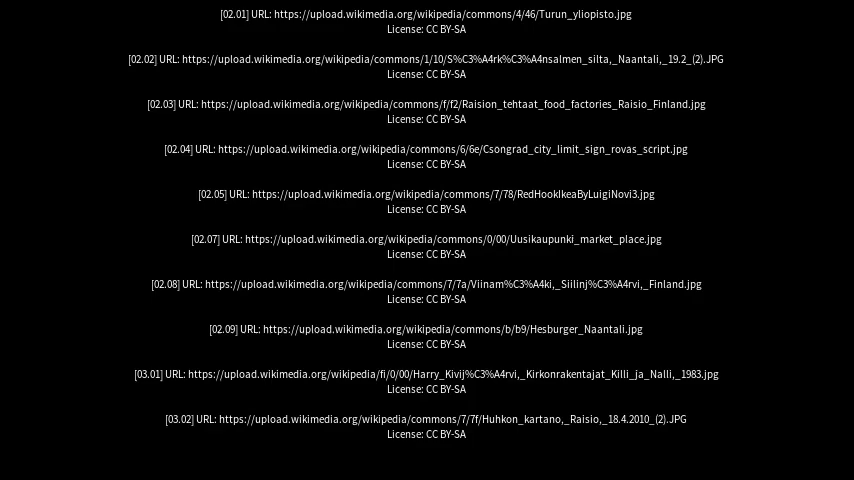 [02.01] URL: https://upload.wikimedia.org/wikipedia/commons/4/46/Turun_yliopisto.jpg
License: CC BY-SA
[02.02] URL: https://upload.wikimedia.org/wikipedia/commons/1/10/S%C3%A4rk%C3%A4nsalmen_silta,_Naantali,_19.2_(2).JPG
License: CC BY-SA
[02.03] URL: https://upload.wikimedia.org/wikipedia/commons/f/f2/Raision_tehtaat_food_factories_Raisio_Finland.jpg
License: CC BY-SA
[02.04] URL: https://upload.wikimedia.org/wikipedia/commons/6/6e/Csongrad_city_limit_sign_rovas_script.jpg
License: CC BY-SA
[02.05] URL: https://upload.wikimedia.org/wikipedia/commons/7/78/RedHookIkeaByLuigiNovi3.jpg
License: CC BY-SA
[02.07] URL: https://upload.wikimedia.org/wikipedia/commons/0/00/Uusikaupunki_market_place.jpg
License: CC BY-SA
[02.08] URL: https://upload.wikimedia.org/wikipedia/commons/7/7a/Viinam%C3%A4ki,_Siilinj%C3%A4rvi,_Finland.jpg
License: CC BY-SA
[02.09] URL: https://upload.wikimedia.org/wikipedia/commons/b/b9/Hesburger_Naantali.jpg
License: CC BY-SA
[03.01] URL: https://upload.wikimedia.org/wikipedia/fi/0/00/Harry_Kivij%C3%A4rvi,_Kirkonrakentajat_Killi_ja_Nalli,_1983.jpg
License: CC BY-SA
[03.02] URL: https://upload.wikimedia.org/wikipedia/commons/7/7f/Huhkon_kartano,_Raisio,_18.4.2010_(2).JPG
License: CC BY-SA